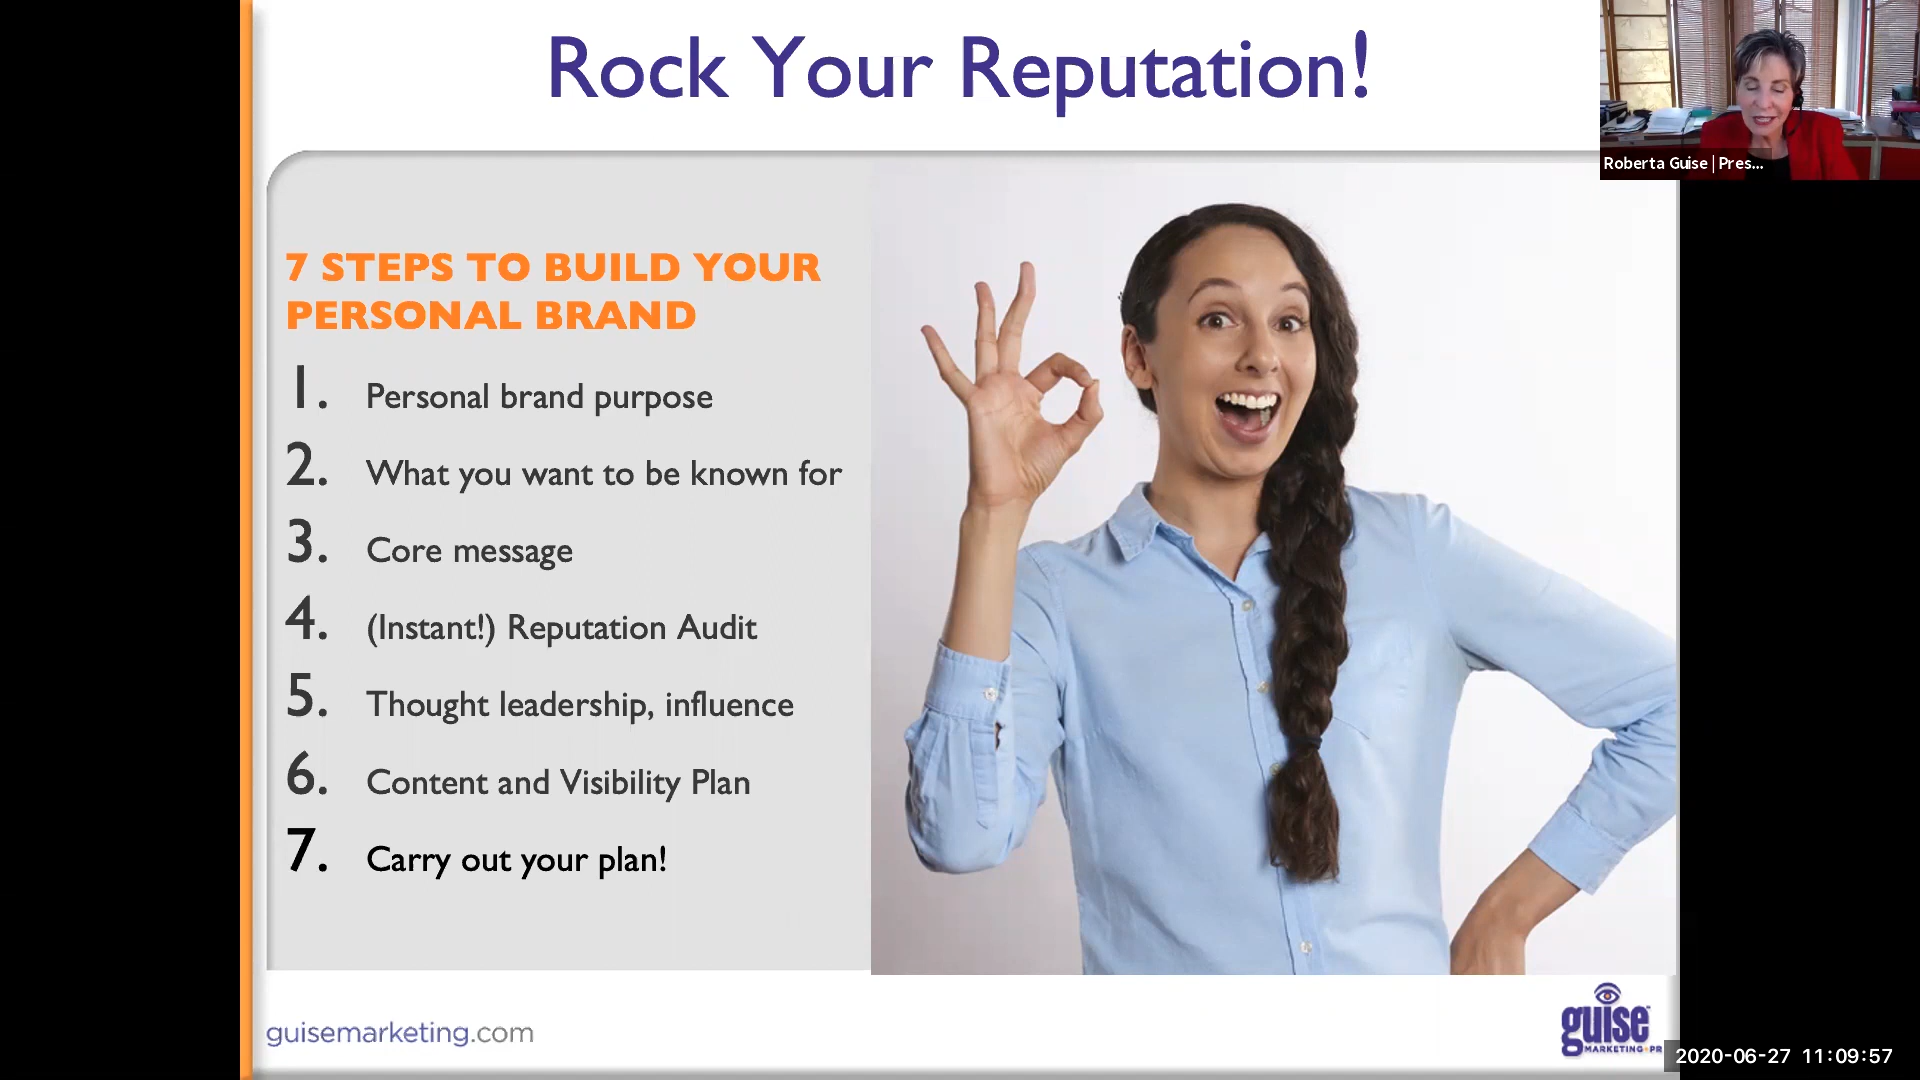 Rock Your Reputation!
Roberta Guise | Pres...
7 STEPS TO BUILD YOUR
PERSONAL BRAND
1. Personal brand purpose
2. What you want to be known for
3. Core message
4. (Instant!) Reputation Audit
5. Thought leadership, influence
6. Content and Visibility Plan
7. Carry out your plan!
guisemarketing.com
guise
MARKETING+PR
2020-06-27 11:09:57